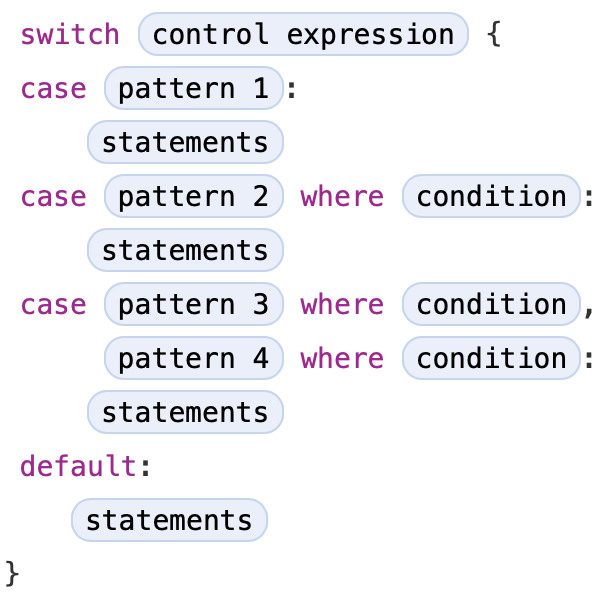 switch control expression {
case pattern 1:
statements
case pattern 2 where condition:
statements
case pattern 3 where condition,
pattern 4 where condition:
statements
default:
statements
}